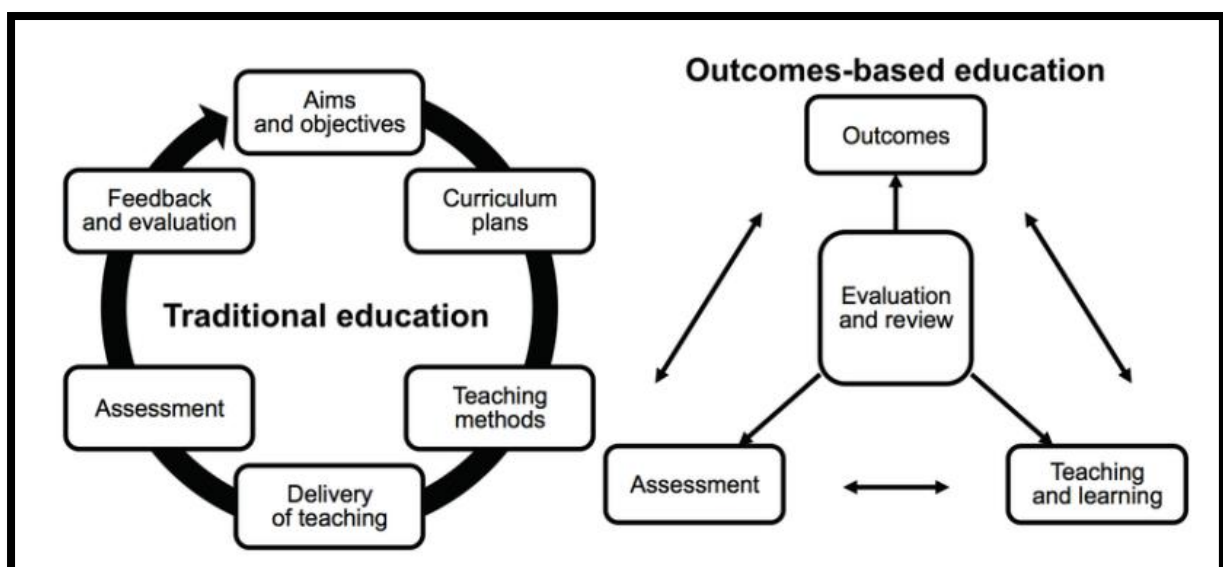 Aims
and objectives
Curriculum
plans
Teaching
methods
Delivery
of teaching
Assessment
Feedback
and evaluation
Traditional education
Outcomes-based education
Outcomes
Evaluation
and review
Assessment
Teaching
and learning